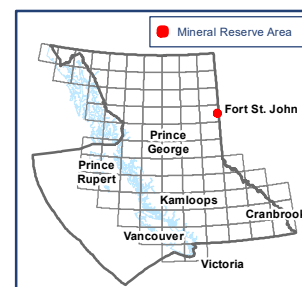 Mineral Reserve Area
Fort St. John
Prince
George
Prince
Rupert
Kamloops
Cranbrook
Vancouver
Victoria